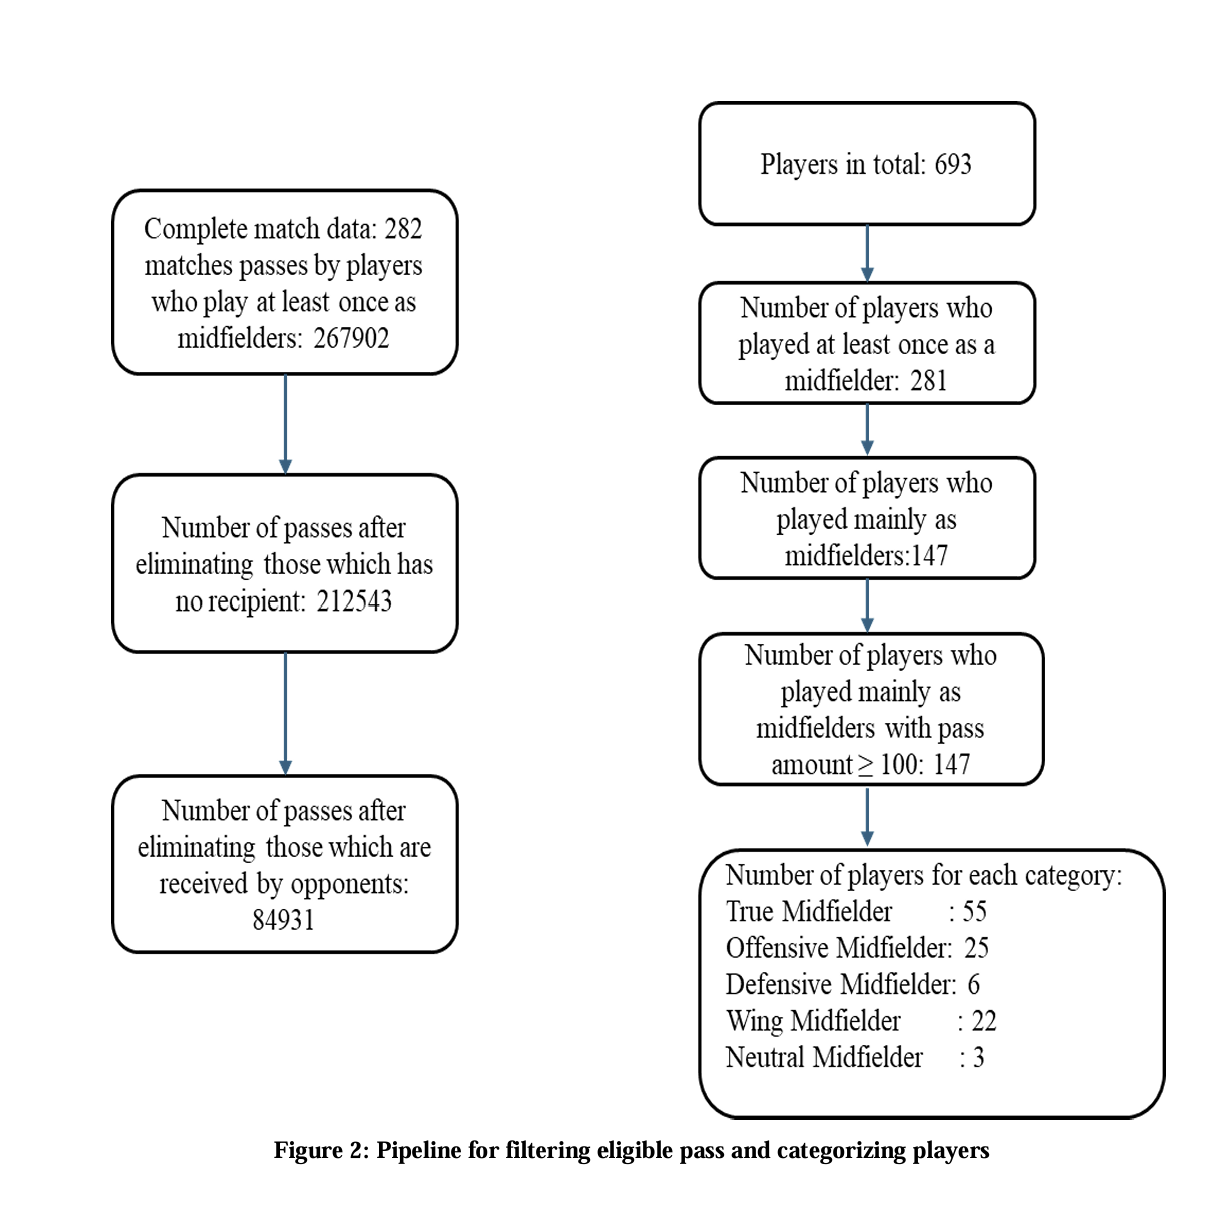 Complete match data: 282
matches passes by players
who play at least once as
midfielders: 267902
Number of passes after
eliminating those which has
no recipient: 212543
Number of passes after
eliminating those which are
received by opponents:
84931
Players in total: 693
Number of players who
played at least once as a
midfielder: 281
Number of players who
played mainly as
midfielders:147
Number of players who
played mainly as
midfielders with pass
amount ≥ 100: 147
Number of players for each category:
True Midfielder : 55
Offensive Midfielder: 25
Defensive Midfielder: 6
Wing Midfielder : 22
Neutral Midfielder : 3
Figure 2: Pipeline for filtering eligible pass and categorizing players